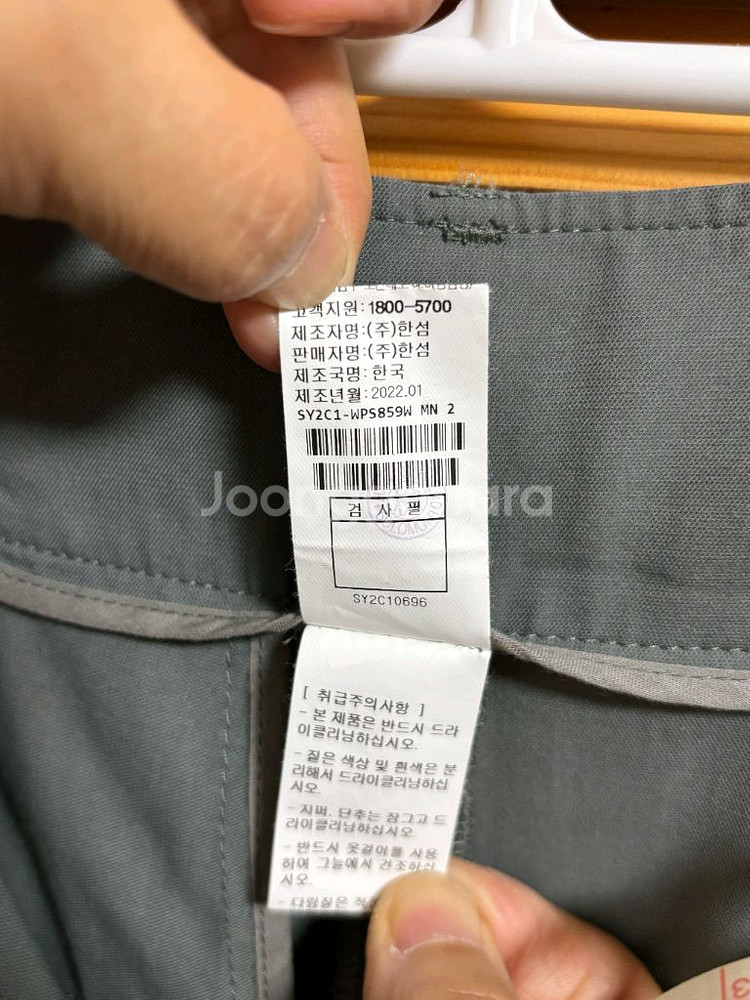 고객지원: 1800-5700
제조자명: (주)한섬
판매자명: (주)한섬
제조국명: 한국
제조년월: 2022.01
SY2C1-WPS859W MN 2
검 사 필
SY2C10696
[ 취급주의사항 ]
- 본 제품은 반드시 드라
이클리닝하십시오.
- 짙은 색상 및 흰색은 분
리해서 드라이클리닝하십
시오.
- 지퍼, 단추는 잠그고 드
라이클리닝하십시오
- 반드시 옷걸이를 사용
하여 그늘에서 건조하십
시오.
- 다림질은